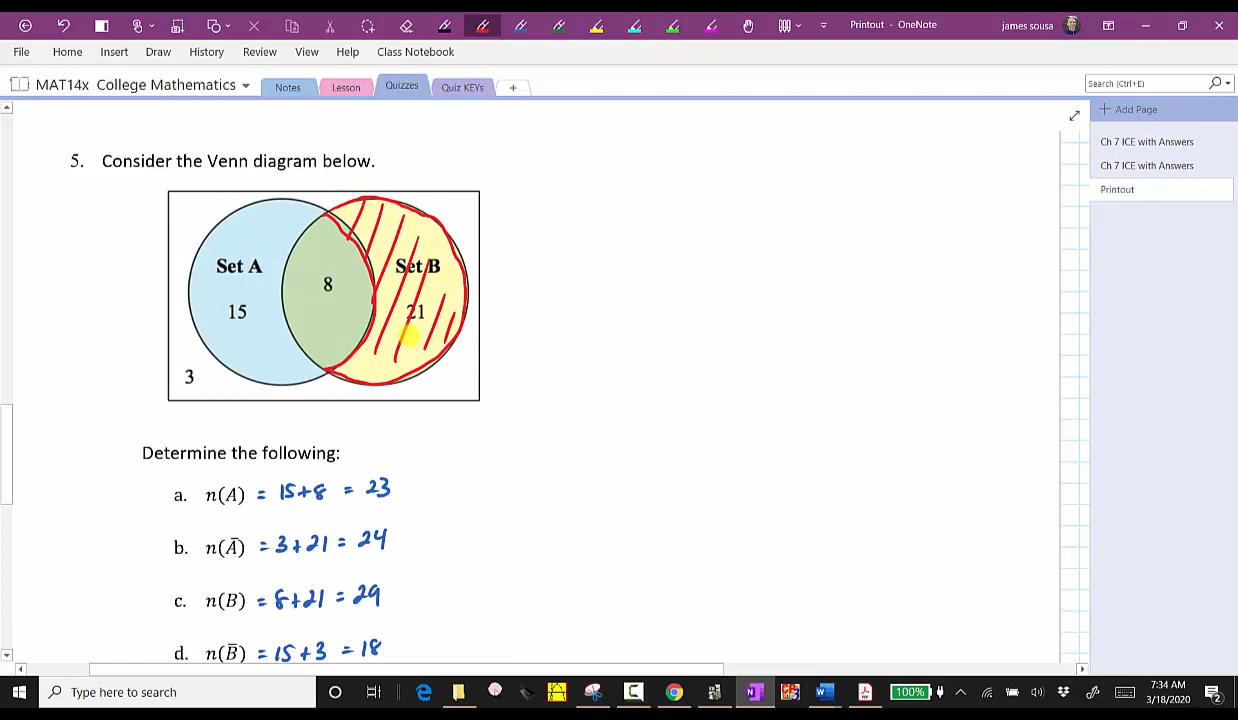 Printout - OneNote
james sousa
File Home Insert Draw History Review View Help Class Notebook
MAT14x College Mathematics
Notes
Lesson
Quizzes
Quiz KEYs
+
Search (Ctrl+E)
Add Page
Ch 7 ICE with Answers
Ch 7 ICE with Answers
Printout
5. Consider the Venn diagram below.
Set A
8
Set B
15
21
3
Determine the following:
a. n(A) = 15+8 = 23
b. n(Ā) = 3+21 = 24
c. n(B) = 8+21 = 29
d. n(B̄) = 15+3 = 18
Type here to search
100%
7:34 AM
3/18/2020
2